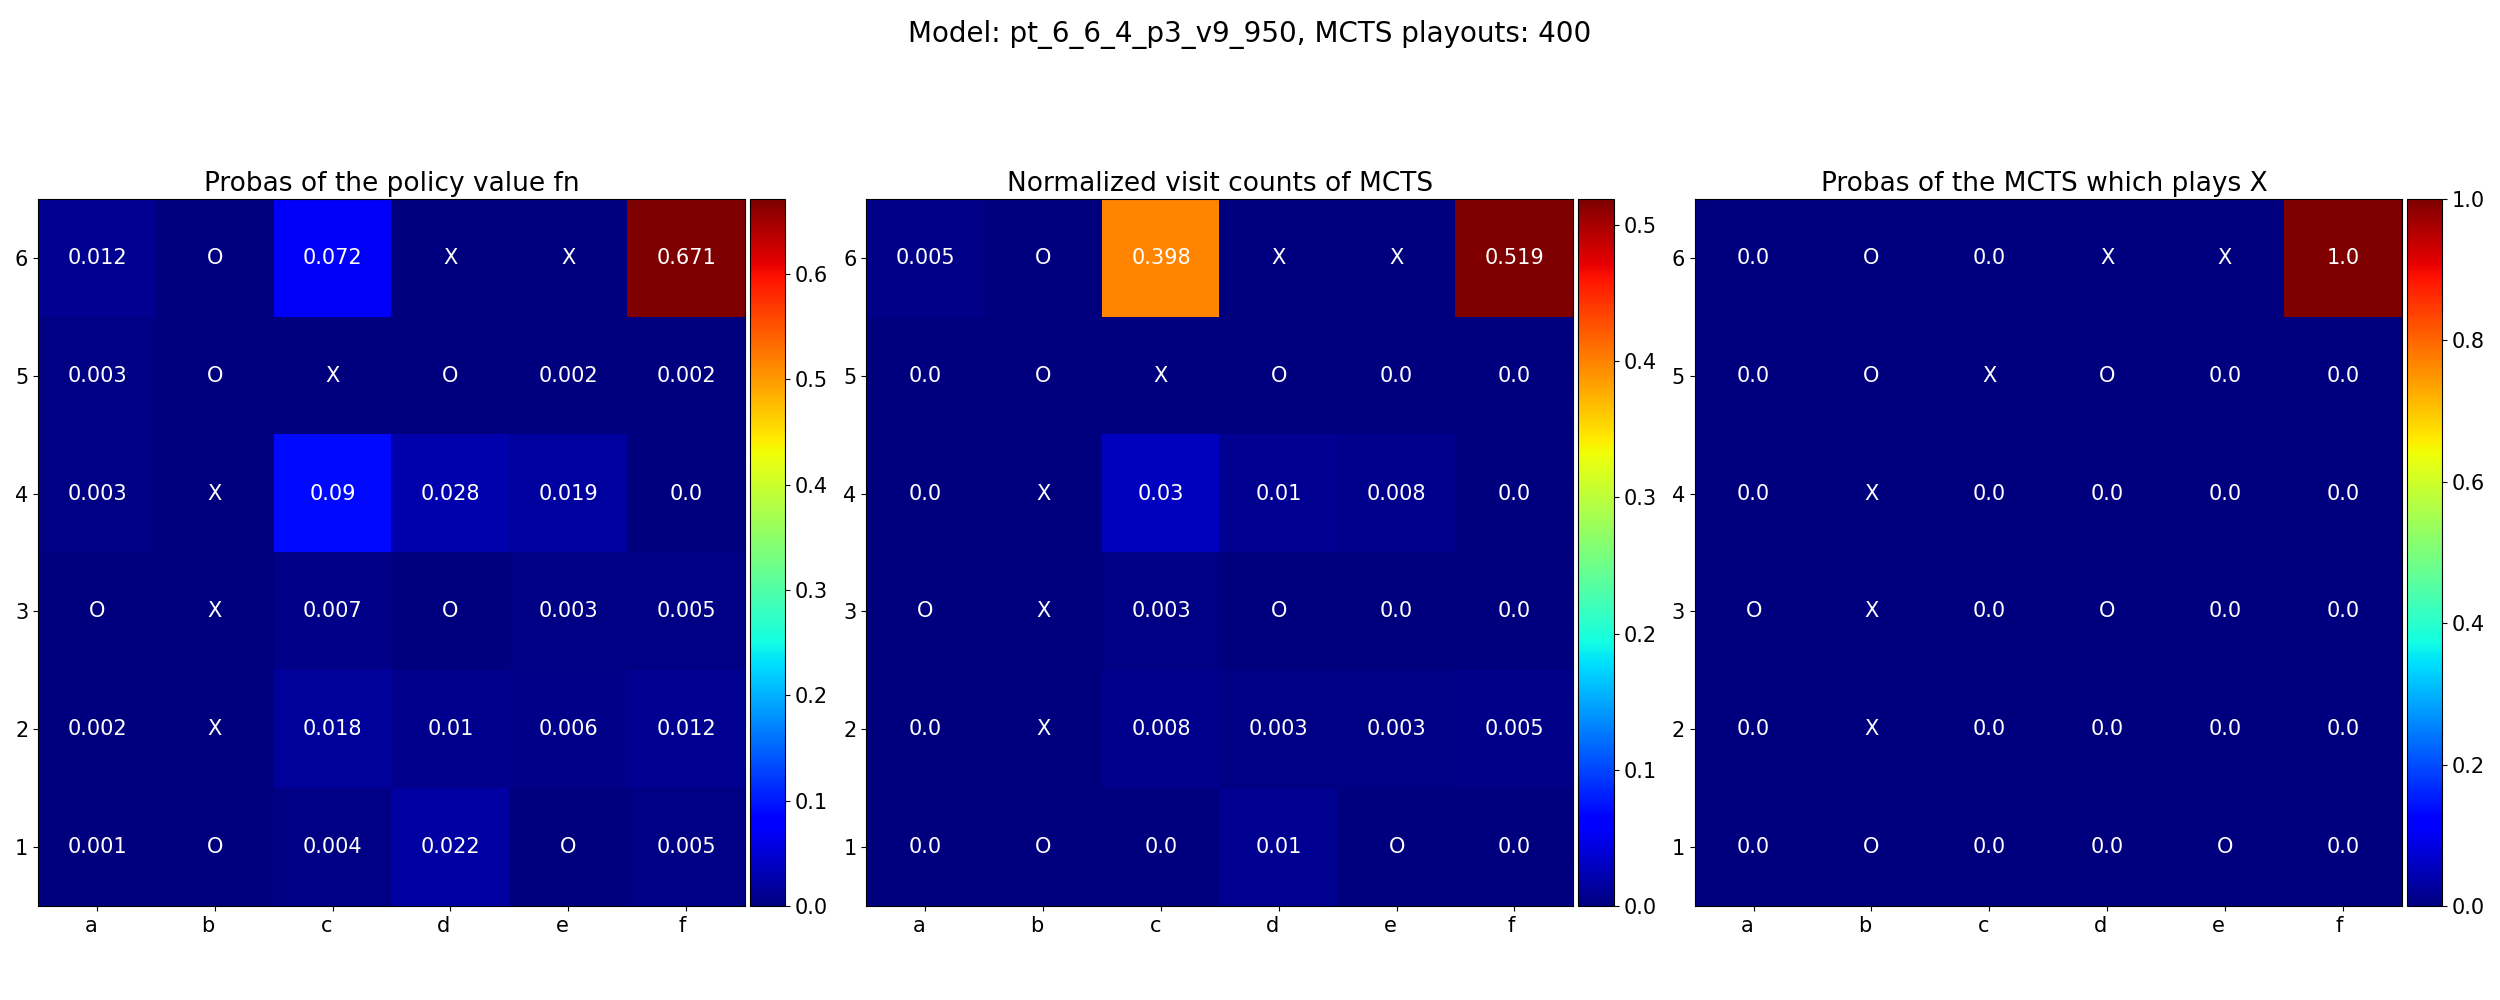 Model: pt_6_6_4_p3_v9_950, MCTS playouts: 400
Probas of the policy value fn
6 0.012 O 0.072 X X 0.671
5 0.003 O X O 0.002 0.002
4 0.003 X 0.09 0.028 0.019 0.0
3 O X 0.007 O 0.003 0.005
2 0.002 X 0.018 0.01 0.006 0.012
1 0.001 O 0.004 0.022 O 0.005
a b c d e f
0.6
0.5
0.4
0.3
0.2
0.1
0.0
Normalized visit counts of MCTS
6 0.005 O 0.398 X X 0.519
5 0.0 O X O 0.0 0.0
4 0.0 X 0.03 0.01 0.008 0.0
3 O X 0.003 O 0.0 0.0
2 0.0 X 0.008 0.003 0.003 0.005
1 0.0 O 0.0 0.01 O 0.0
a b c d e f
0.5
0.4
0.3
0.2
0.1
0.0
Probas of the MCTS which plays X
6 0.0 O 0.0 X X 1.0
5 0.0 O X O 0.0 0.0
4 0.0 X 0.0 0.0 0.0 0.0
3 O X 0.0 O 0.0 0.0
2 0.0 X 0.0 0.0 0.0 0.0
1 0.0 O 0.0 0.0 O 0.0
a b c d e f
1.0
0.8
0.6
0.4
0.2
0.0